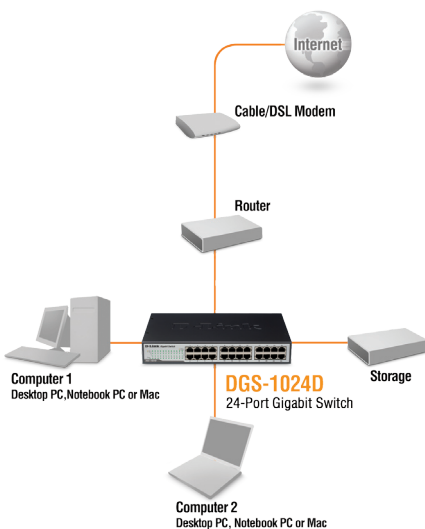 Internet
Cable/DSL Modem
Router
D-Link
DGS-1024D
24-Port Gigabit Switch
Computer 1
Desktop PC,Notebook PC or Mac
Storage
Computer 2
Desktop PC, Notebook PC or Mac